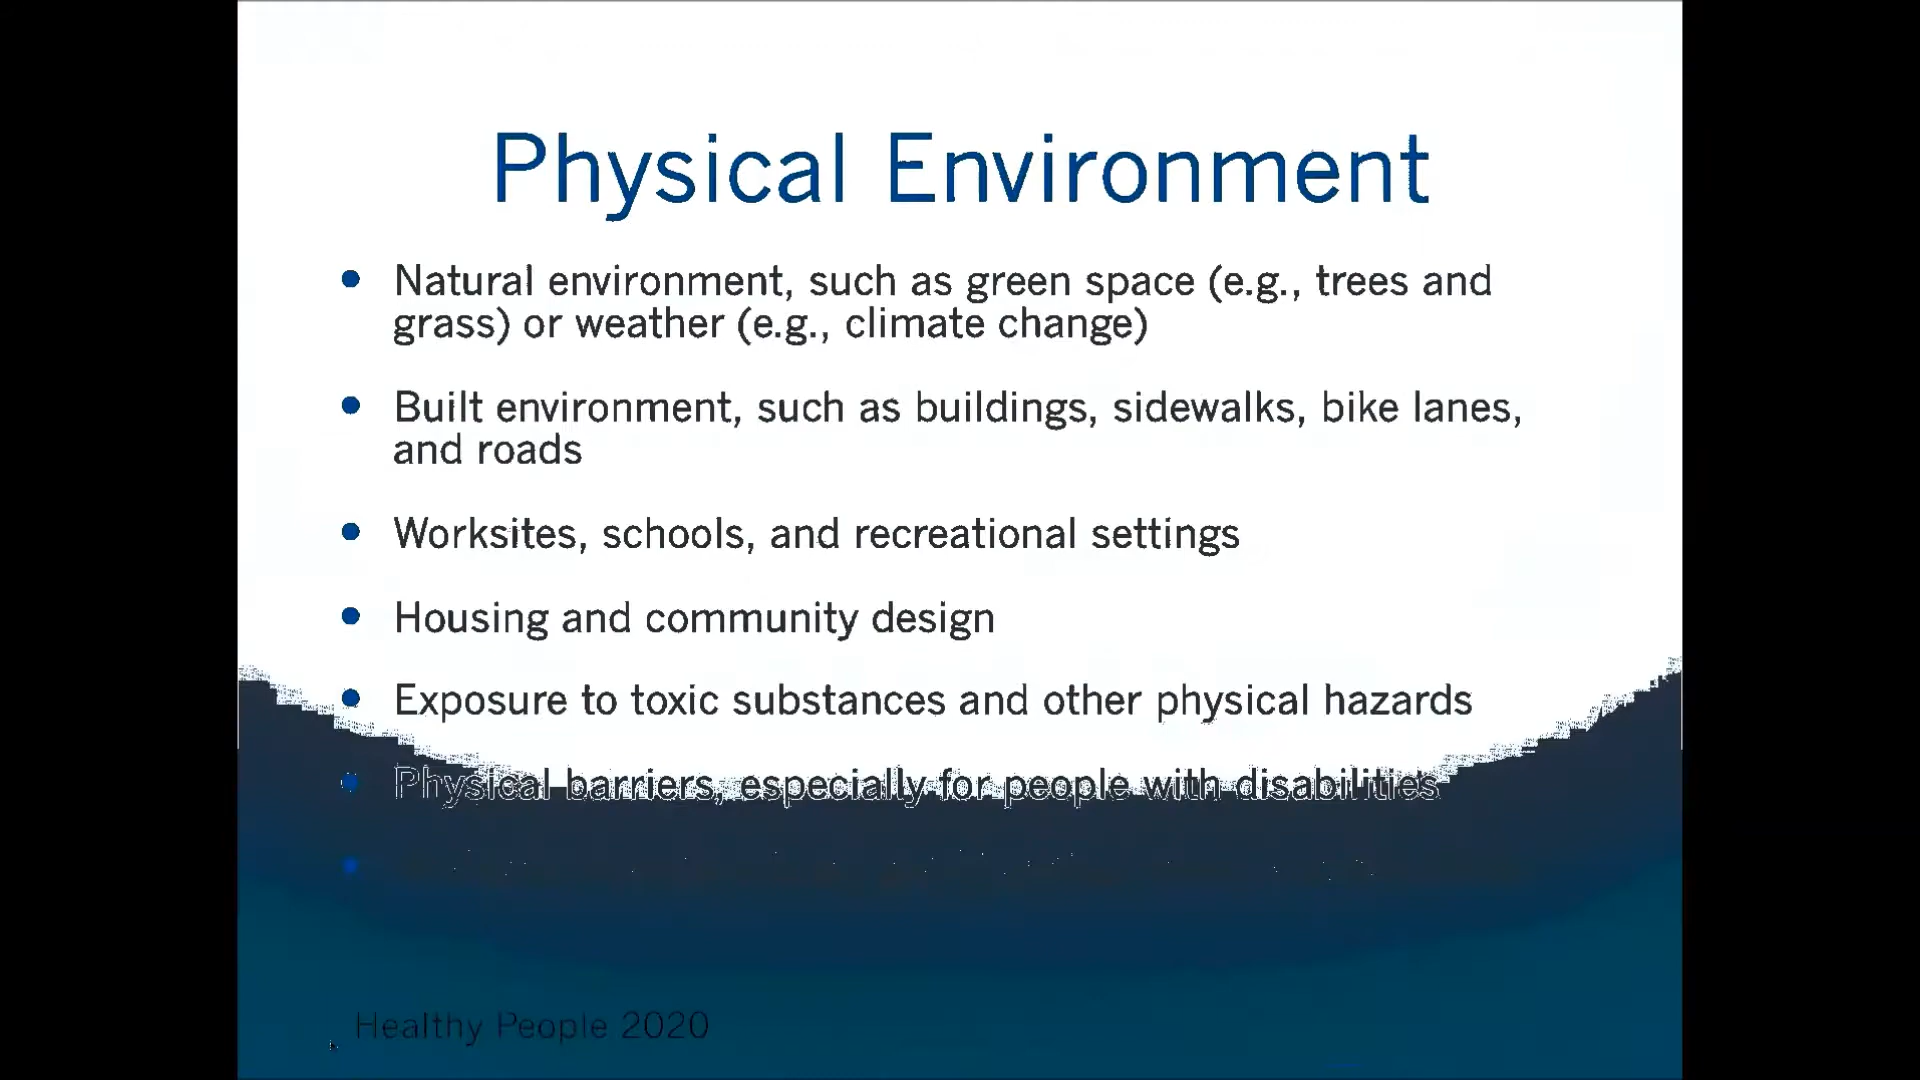 Physical Environment
• Natural environment, such as green space (e.g., trees and
grass) or weather (e.g., climate change)
• Built environment, such as buildings, sidewalks, bike lanes,
and roads
• Worksites, schools, and recreational settings
• Housing and community design
• Exposure to toxic substances and other physical hazards
• Physical barriers, especially for people with disabilities
•
Healthy People 2020